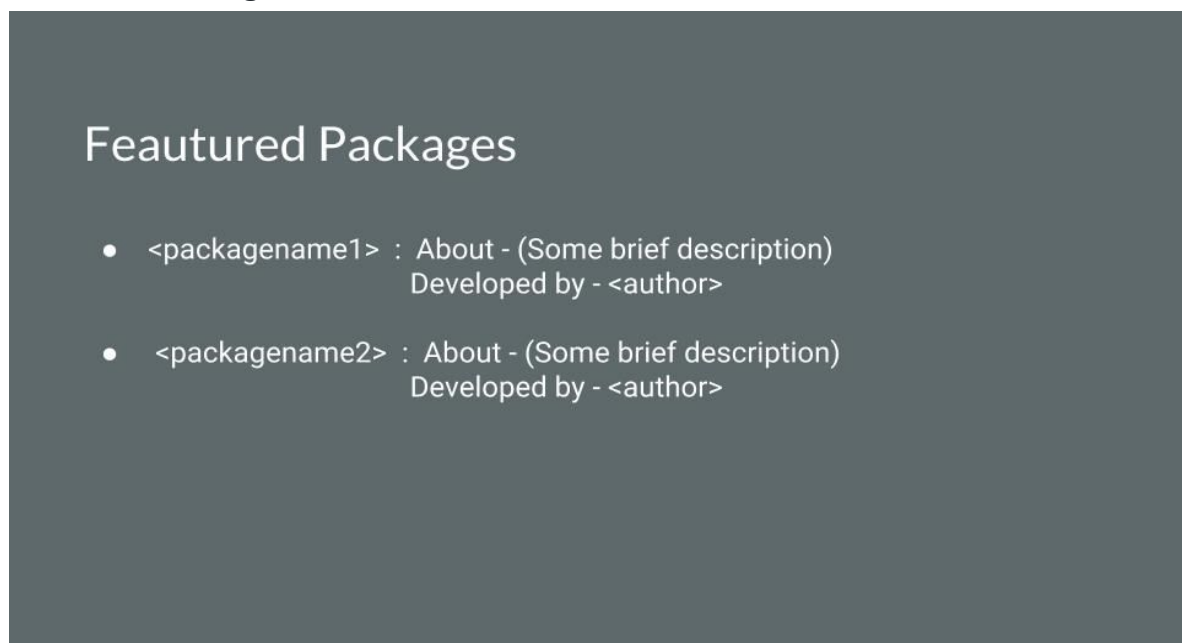 Feautured Packages
● <packagename1> : About - (Some brief description)
Developed by - <author>
● <packagename2> : About - (Some brief description)
Developed by - <author>